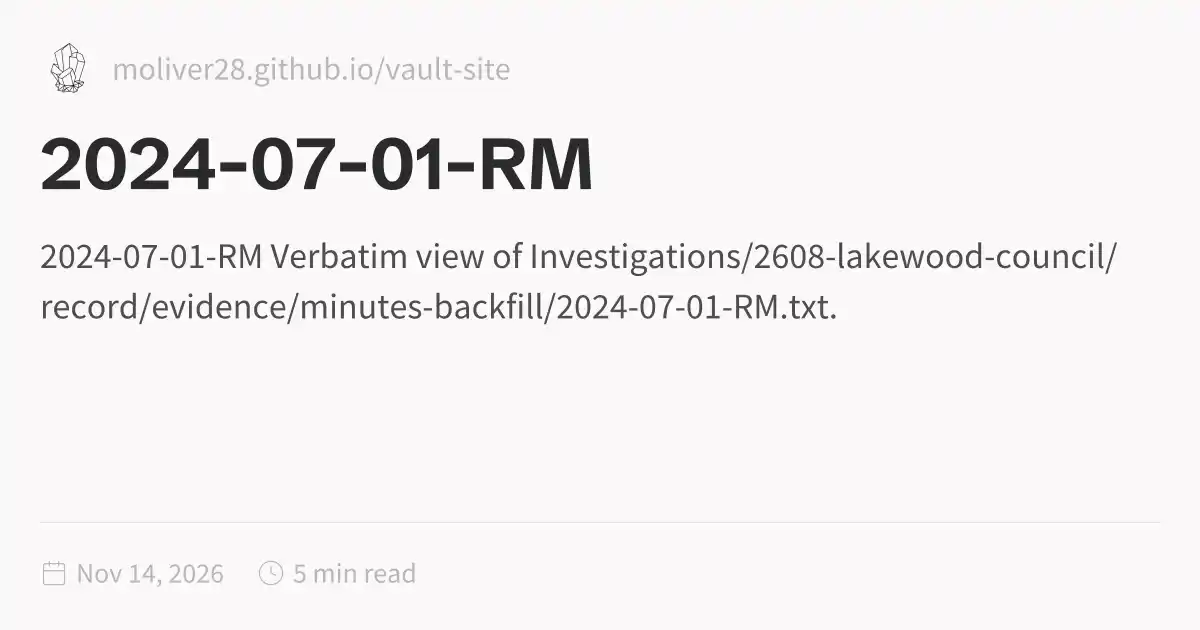 moliver28.github.io/vault-site
2024-07-01-RM
2024-07-01-RM Verbatim view of Investigations/2608-lakewood-council/
record/evidence/minutes-backfill/2024-07-01-RM.txt.
Nov 14, 2026 5 min read